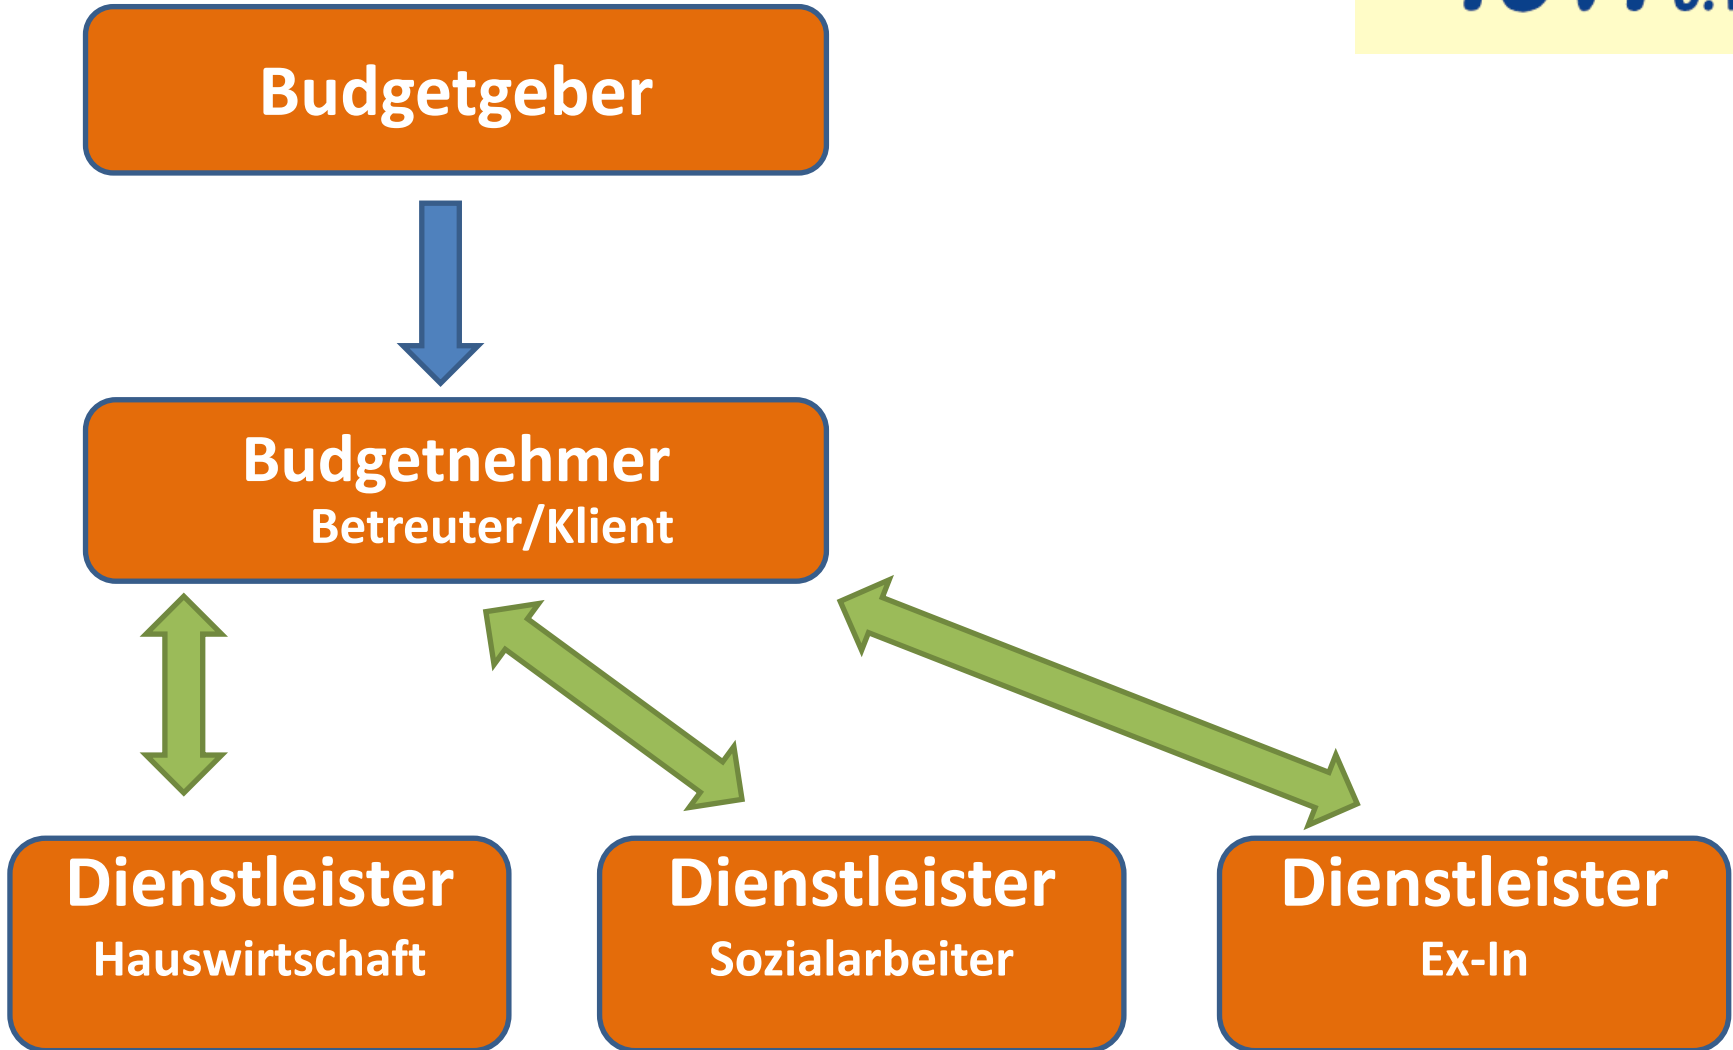 Budgetgeber
Budgetnehmer
Betreuter/Klient
Dienstleister
Hauswirtschaft
Dienstleister
Sozialarbeiter
Dienstleister
Ex-In